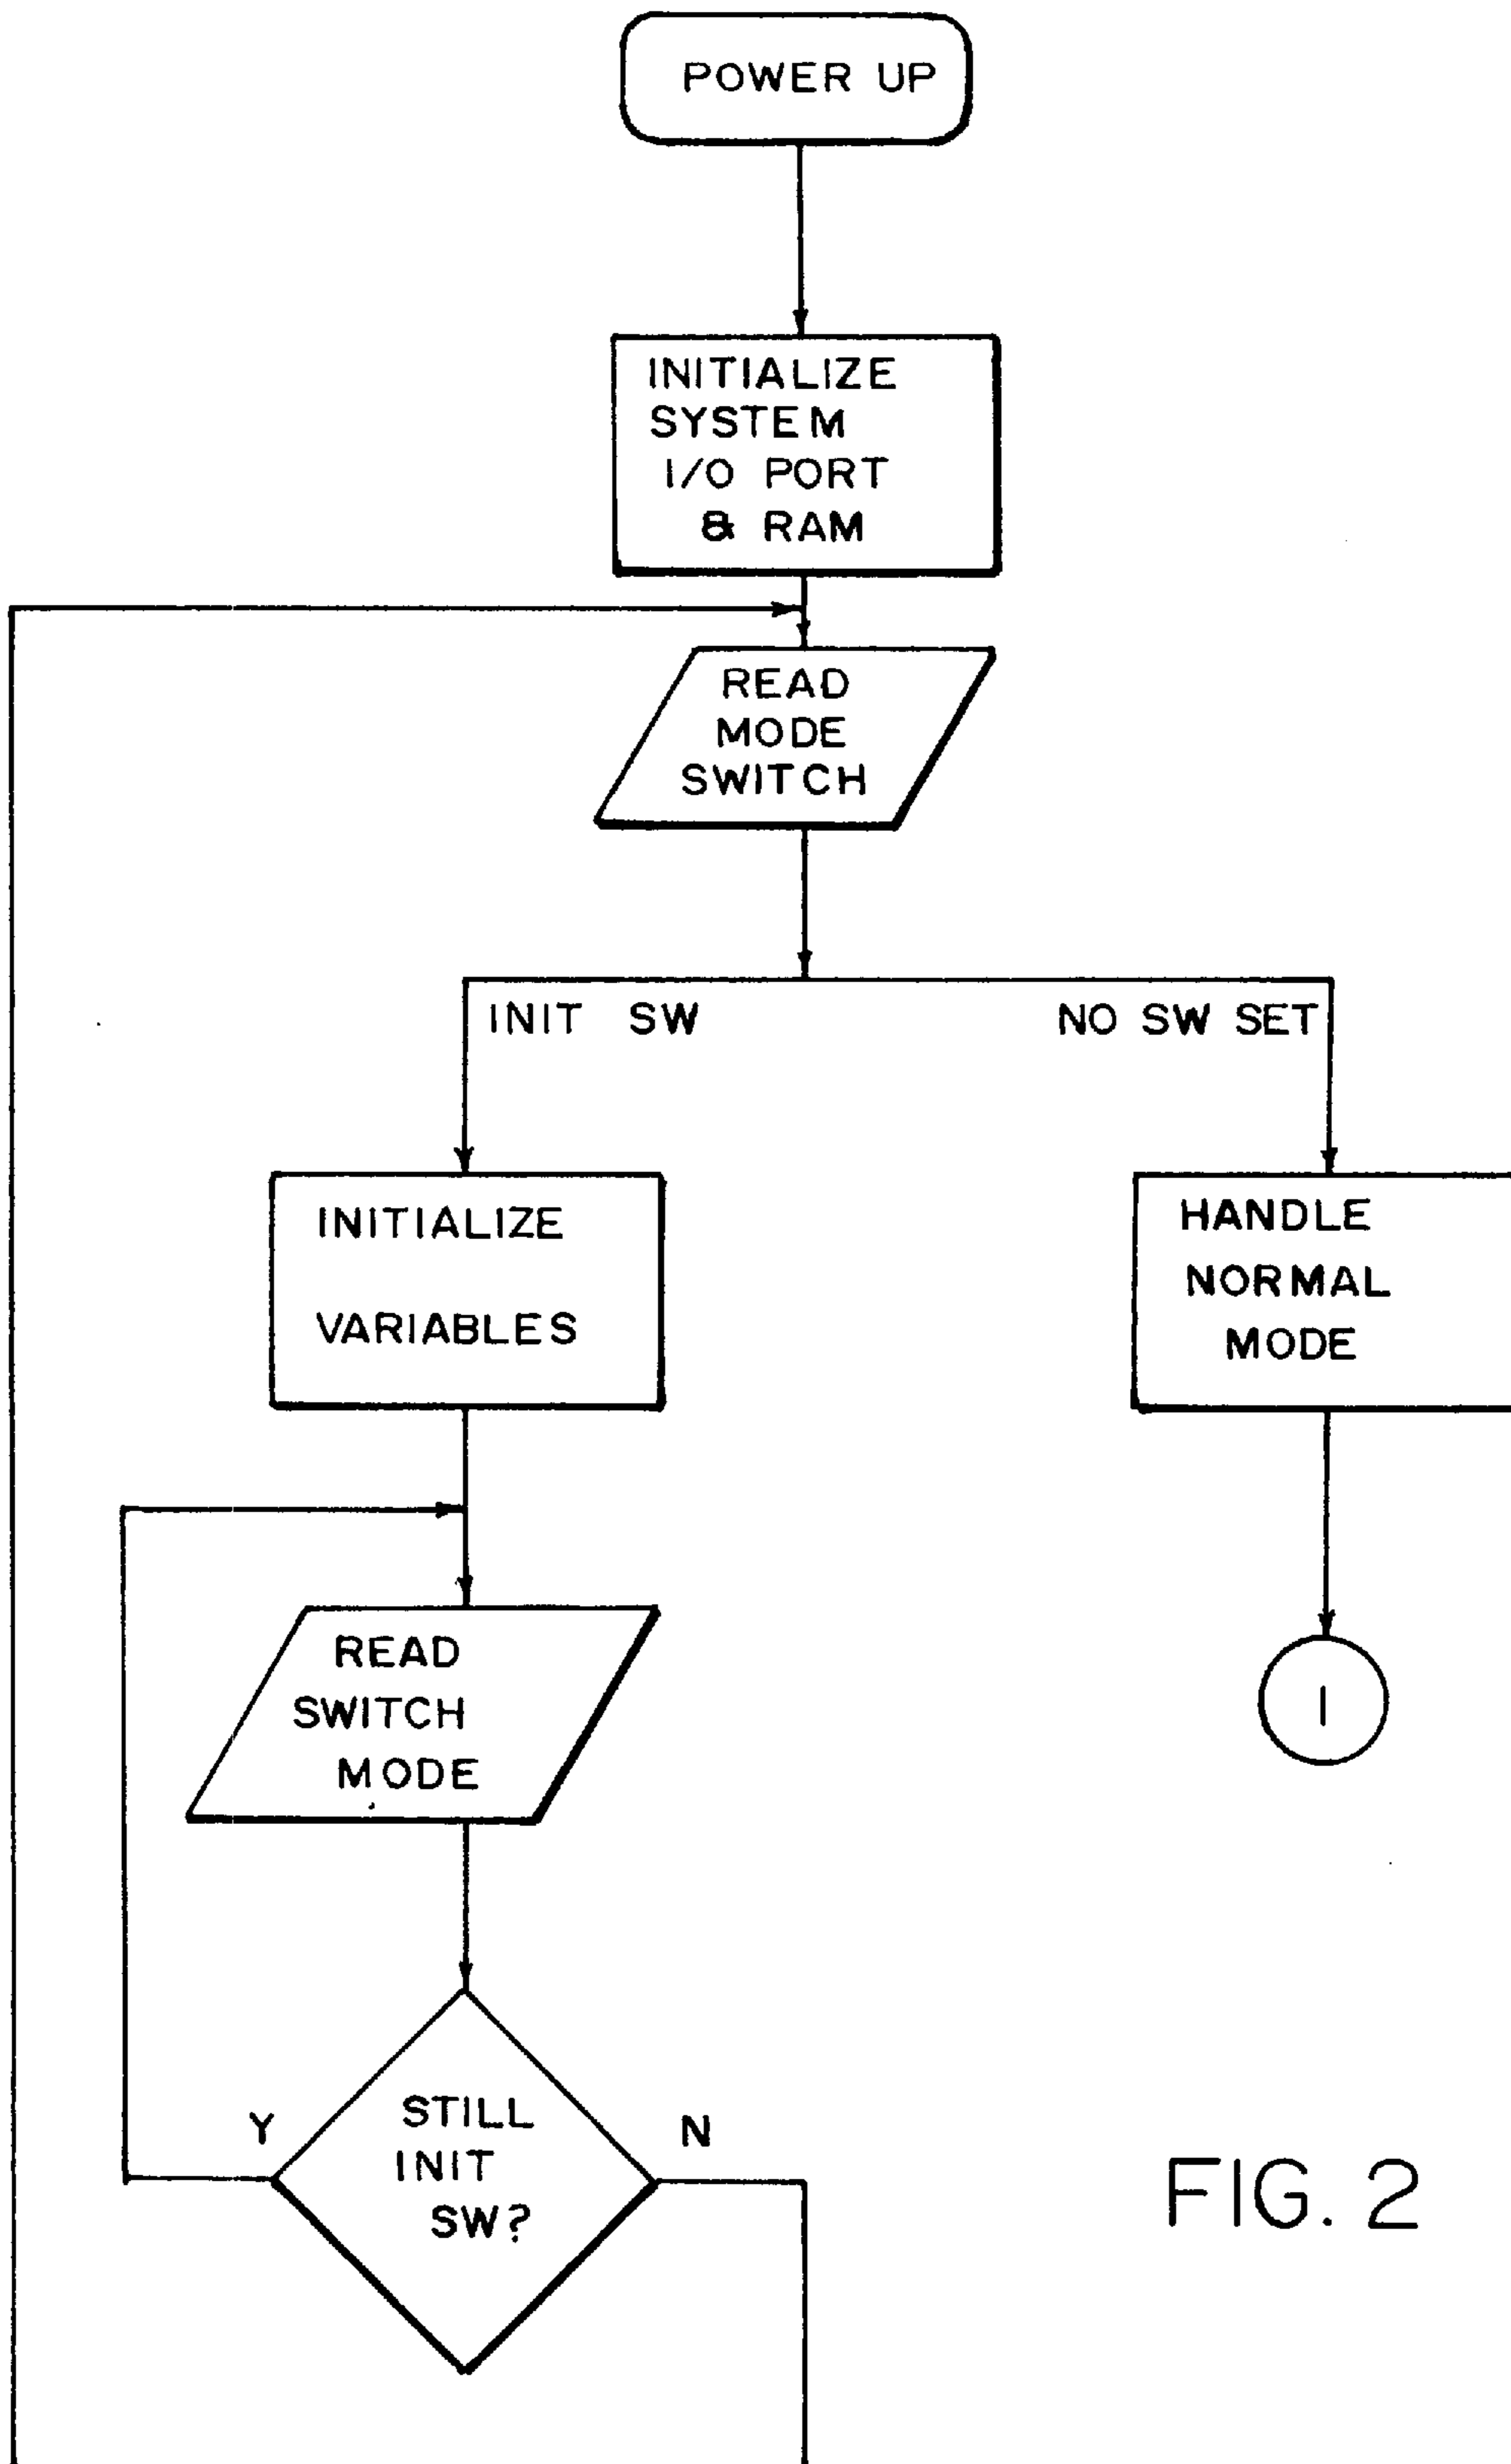 POWER UP
INITIALIZE
SYSTEM
I/O PORT
& RAM
READ
MODE
SWITCH
INIT SW
NO SW SET
INITIALIZE
VARIABLES
HANDLE
NORMAL
MODE
READ
SWITCH
MODE
1
STILL
INIT
SW?
Y
N
FIG. 2